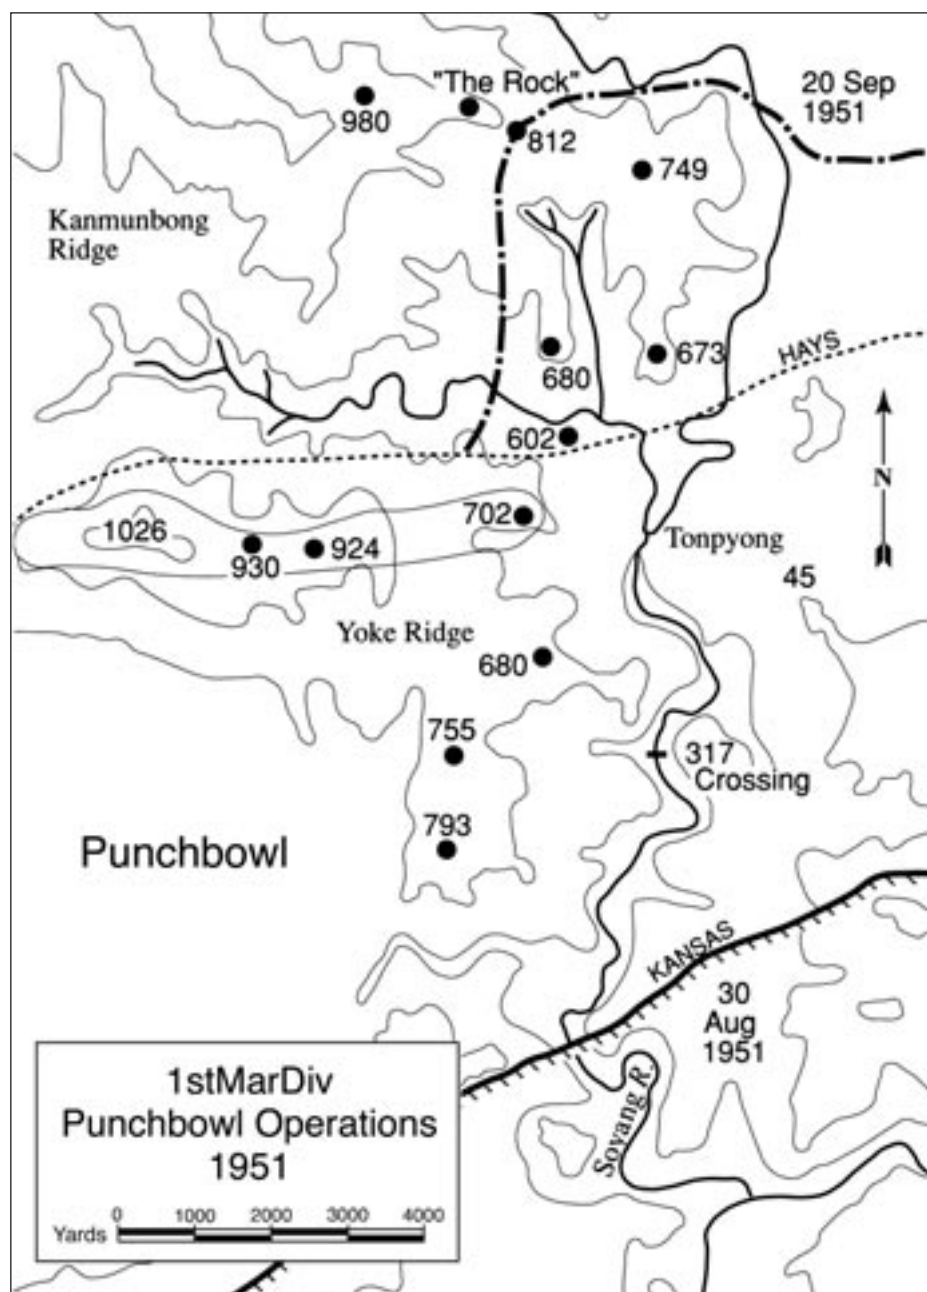 "The Rock"
20 Sep
1951
980
812
749
Kanmunbong
Ridge
HAYS
680
673
602
N
702
1026
930
924
Tonpyong
45
Yoke Ridge
680
755
317
Crossing
793
Punchbowl
KANSAS
30
Aug
1951
Soyang R.
1stMarDiv
Punchbowl Operations
1951
Yards 0 1000 2000 3000 4000